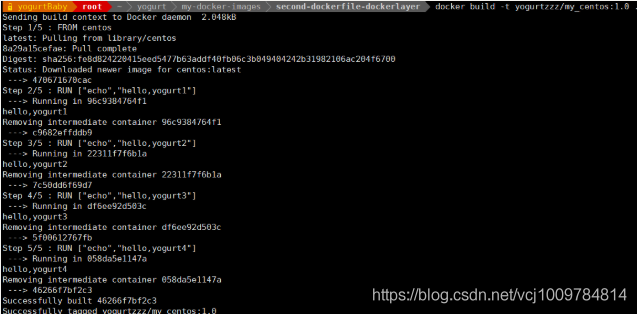 yogurtBaby root ~ yogurt my-docker-images second-dockerfile-dockerlayer docker build -t yogurtzzz/my_centos:1.0 .
Sending build context to Docker daemon 2.048kB
Step 1/5 : FROM centos
latest: Pulling from library/centos
8a29a15cefae: Pull complete
Digest: sha256:fe8d824220415eed5477b63addf40fb06c3b049404242b31982106ac204f6700
Status: Downloaded newer image for centos:latest
---> 470671670cac
Step 2/5 : RUN ["echo","hello,yogurt1"]
---> Running in 96c9384764f1
hello,yogurt1
Removing intermediate container 96c9384764f1
---> c9682effddb9
Step 3/5 : RUN ["echo","hello,yogurt2"]
---> Running in 22311f7f6b1a
hello,yogurt2
Removing intermediate container 22311f7f6b1a
---> 7c50dd6f69d7
Step 4/5 : RUN ["echo","hello,yogurt3"]
---> Running in df6ee92d503c
hello,yogurt3
Removing intermediate container df6ee92d503c
---> 5f00612767fb
Step 5/5 : RUN ["echo","hello,yogurt4"]
---> Running in 058da5e1147a
hello,yogurt4
Removing intermediate container 058da5e1147a
---> 46266f7bf2c3
Successfully built 46266f7bf2c3
Successfully tagged yogurtzzz/my_centos:1.0
https://blog.csdn.net/vcj1009784814